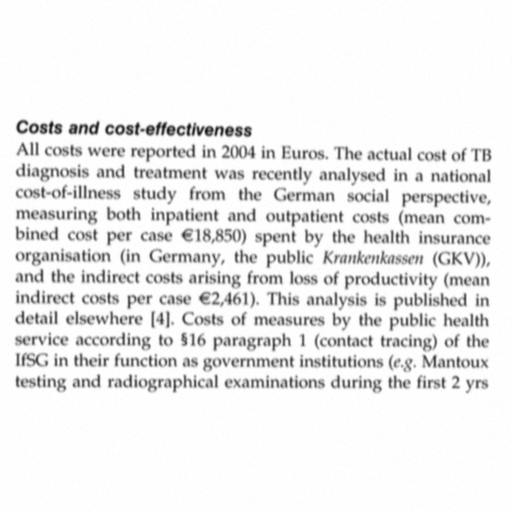 Costs and cost-effectiveness
All costs were reported in 2004 in Euros. The actual cost of TB
diagnosis and treatment was recently analysed in a national
cost-of-illness study from the German social perspective,
measuring both inpatient and outpatient costs (mean com-
bined cost per case €18,850) spent by the health insurance
organisation (in Germany, the public Krankenkassen (GKV)),
and the indirect costs arising from loss of productivity (mean
indirect costs per case €2,461). This analysis is published in
detail elsewhere [4]. Costs of measures by the public health
service according to §16 paragraph 1 (contact tracing) of the
IfSG in their function as government institutions (e.g. Mantoux
testing and radiographical examinations during the first 2 yrs